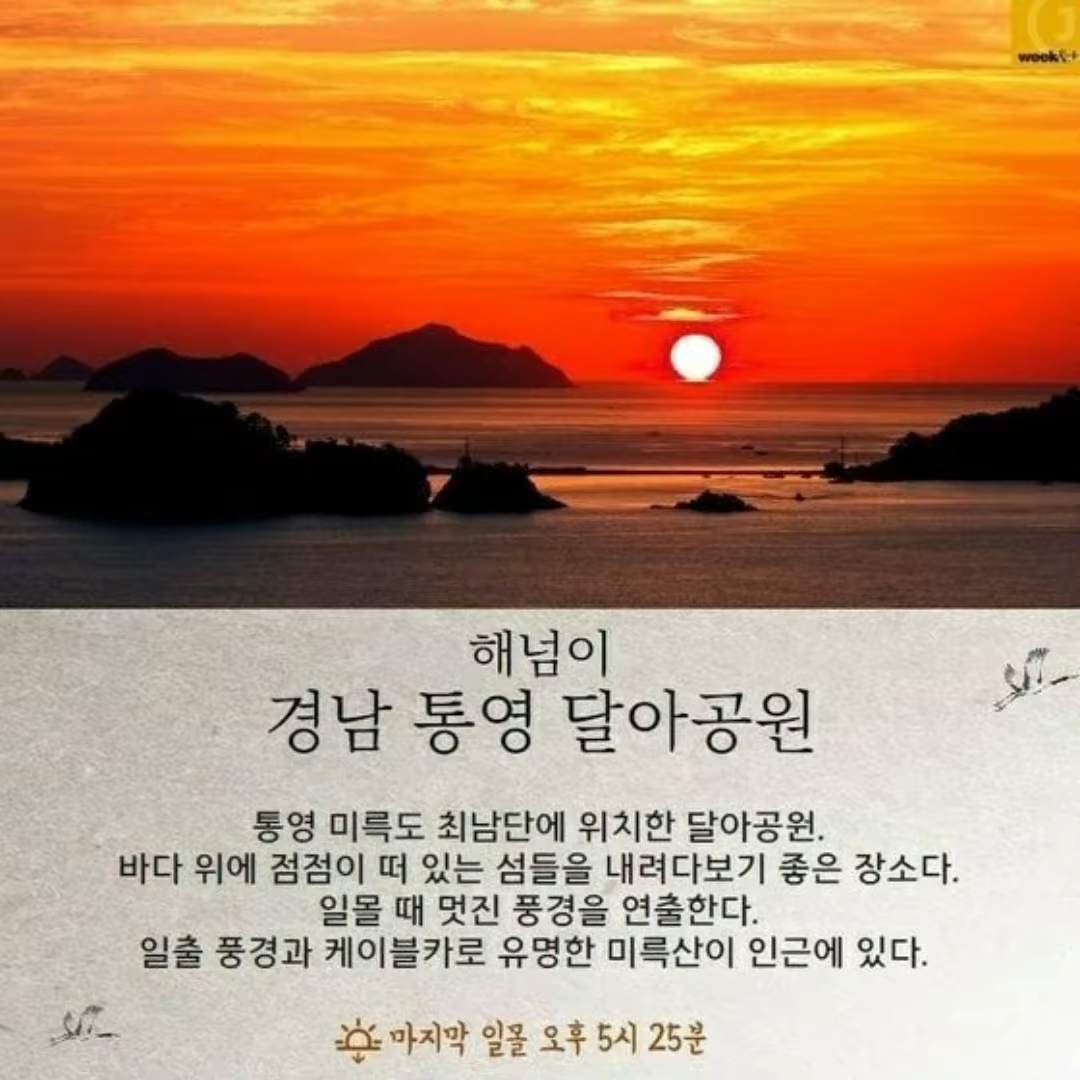 week
해넘이
경남 통영 달아공원
통영 미륵도 최남단에 위치한 달아공원.
바다 위에 점점이 떠 있는 섬들을 내려다보기 좋은 장소다.
일몰 때 멋진 풍경을 연출한다.
일출 풍경과 케이블카로 유명한 미륵산이 인근에 있다.
마지막 일몰 오후 5시 25분